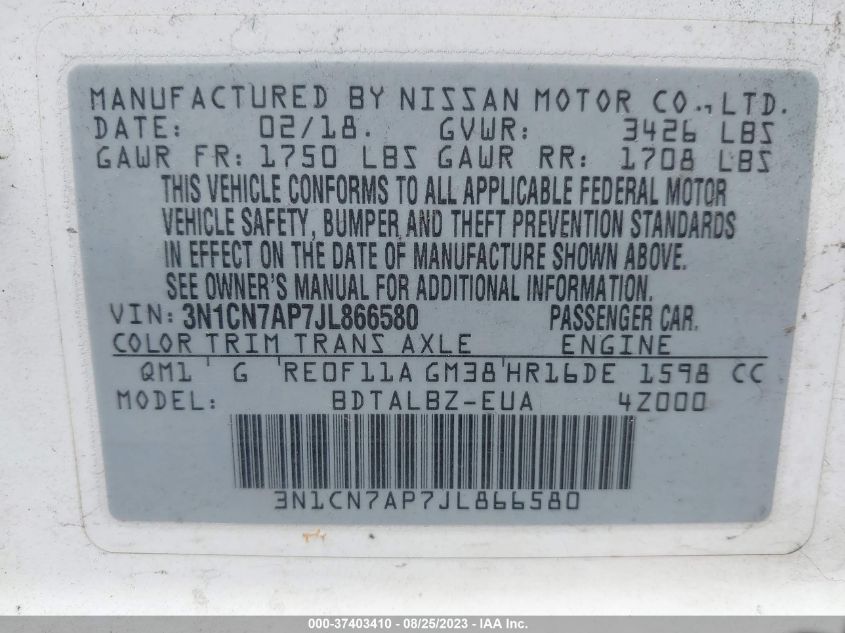 MANUFACTURED BY NISSAN MOTOR CO., LTD.
DATE: 02/18. GVWR: 3426 LBS
GAWR FR: 1750 LBS GAWR RR: 1708 LBS
THIS VEHICLE CONFORMS TO ALL APPLICABLE FEDERAL MOTOR
VEHICLE SAFETY, BUMPER, AND THEFT PREVENTION STANDARDS
IN EFFECT ON THE DATE OF MANUFACTURE SHOWN ABOVE.
SEE OWNER'S MANUAL FOR ADDITIONAL INFORMATION.
VIN: 3N1CN7AP7JL866580 PASSENGER CAR.
COLOR TRIM TRANS AXLE ENGINE
QM1 G RE0F11A GM38 HR16DE 1598 CC
MODEL: BDTALBZ-EUA 4Z000
3N1CN7AP7JL866580
000-37403410 - 08/25/2023 - IAA Inc.